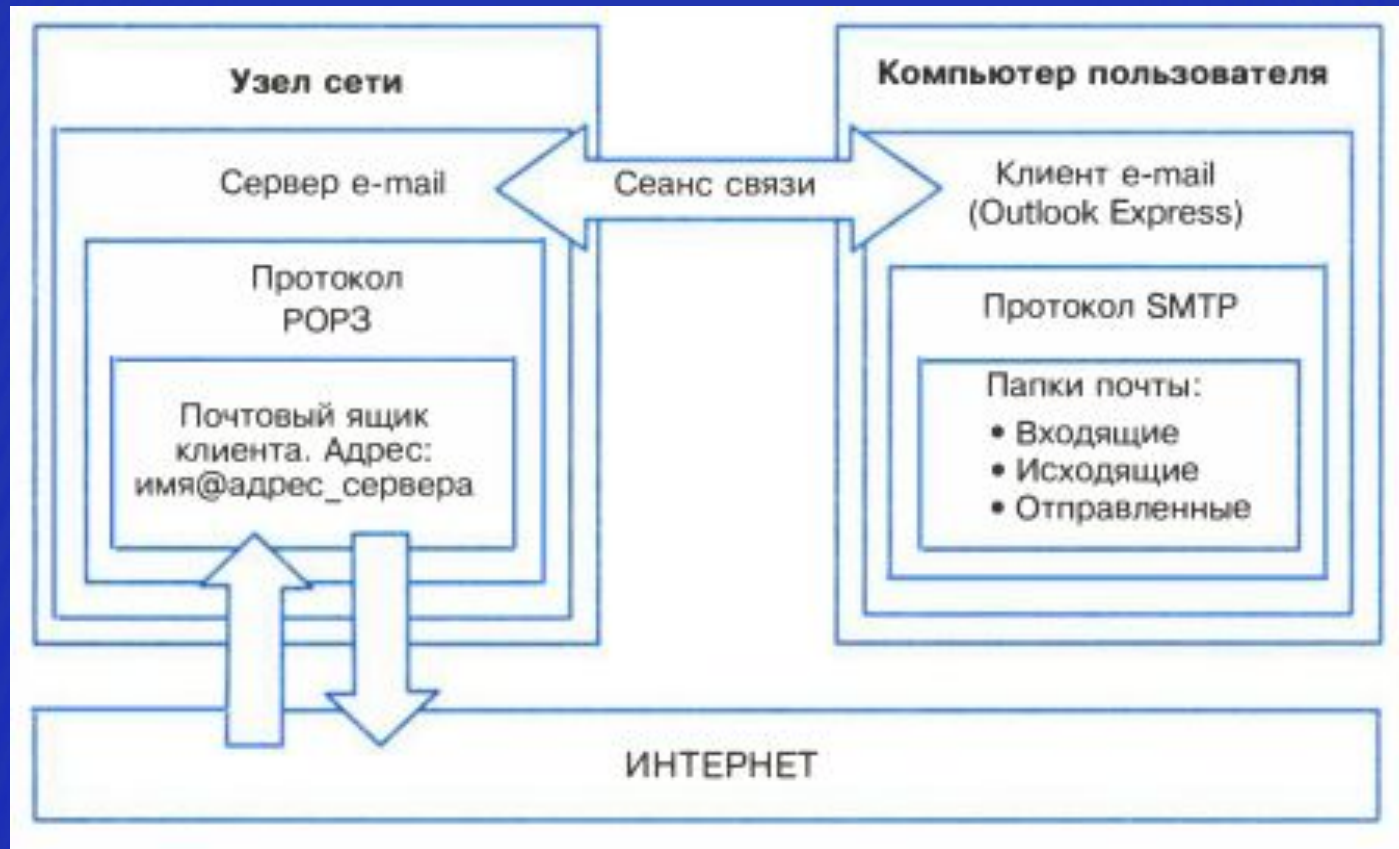 Узел сети
Сервер e-mail
Протокол
POP3
Почтовый ящик
клиента. Адрес:
имя@адрес_сервера
Сеанс связи
Компьютер пользователя
Клиент e-mail
(Outlook Express)
Протокол SMTP
Папки почты:
• Входящие
• Исходящие
• Отправленные
ИНТЕРНЕТ